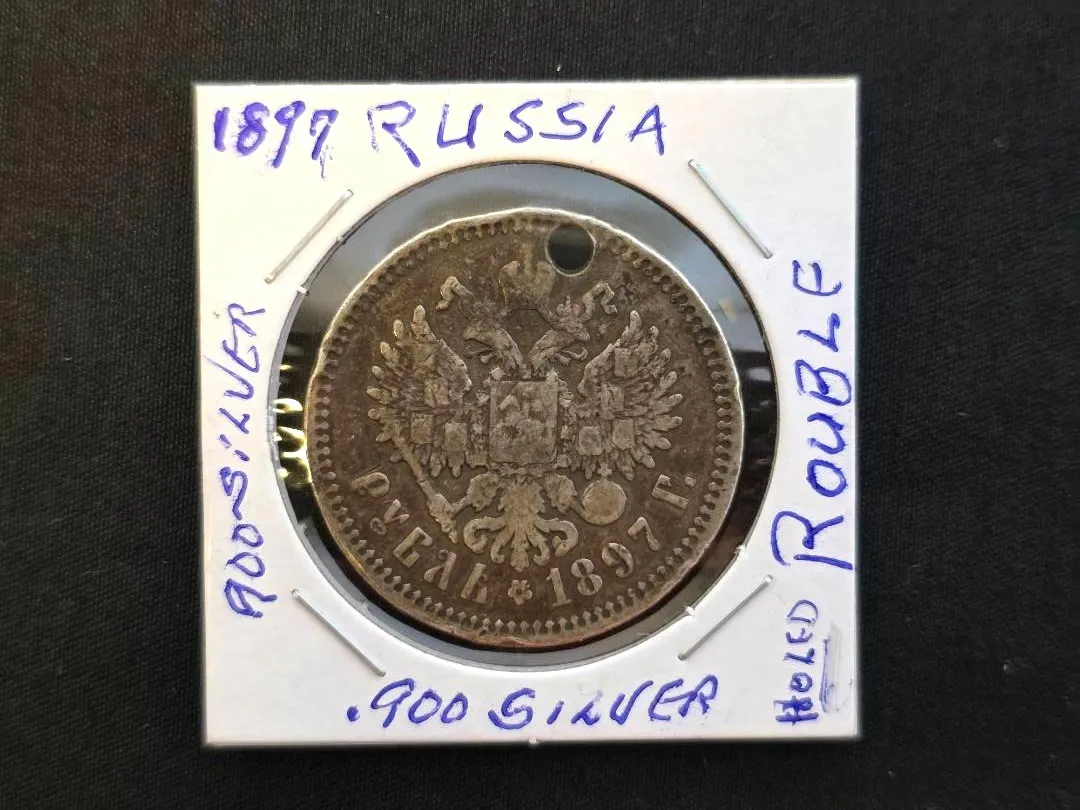 1897 RUSSIA
900 SILVER
РУБЛЬ ✿ 1897 Г.
ROUBLE
HOLED
.900 SILVER